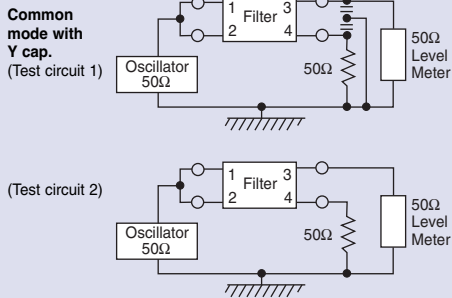 Common
mode with
Y cap.
(Test circuit 1)
1
Filter
3
2
4
Oscillator
50Ω
50Ω
50Ω
Level
Meter
(Test circuit 2)
1
Filter
3
2
4
Oscillator
50Ω
50Ω
50Ω
Level
Meter